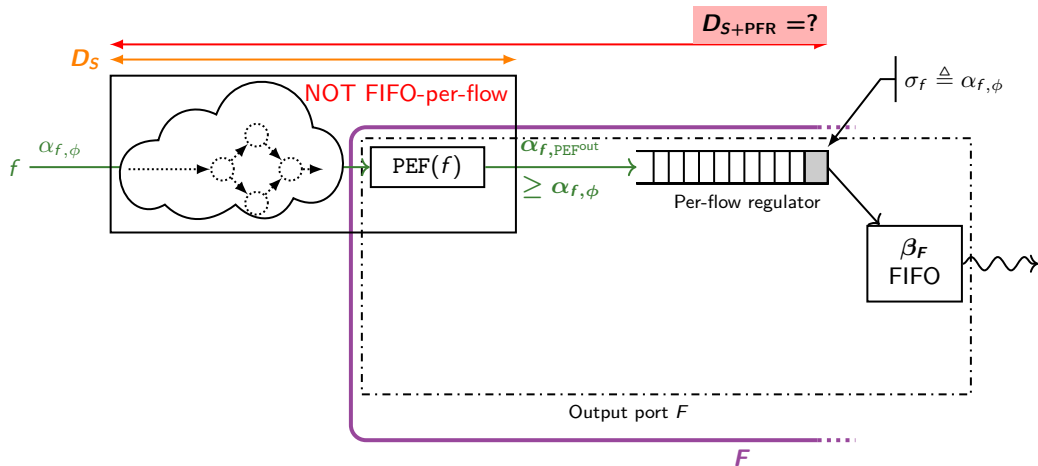 D_{S+PFR} =?
D_S
NOT FIFO-per-flow
σ_f ≜ α_{f,ϕ}
f
α_{f,ϕ}
PEF(f)
α_{f,PEF^{out}}
≥ α_{f,ϕ}
Per-flow regulator
β_F
FIFO
Output port F
F